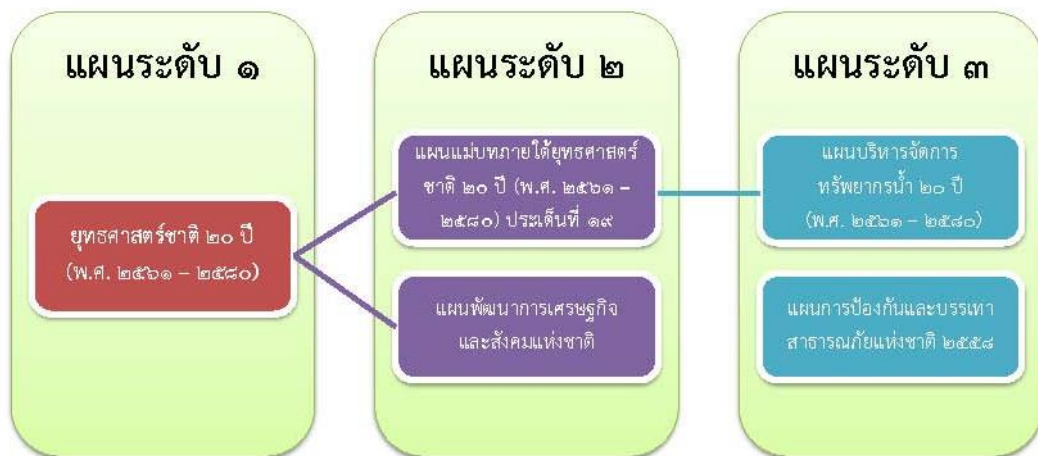 แผนระดับ ๑
ยุทธศาสตร์ชาติ ๒๐ ปี
(พ.ศ. ๒๕๖๑ – ๒๕๘๐)
แผนระดับ ๒
แผนแม่บทภายใต้ยุทธศาสตร์
ชาติ ๒๐ ปี (พ.ศ. ๒๕๖๑ –
๒๕๘๐) ประเด็นที่ ๑๙
แผนพัฒนาการเศรษฐกิจ
และสังคมแห่งชาติ
แผนระดับ ๓
แผนบริหารจัดการ
ทรัพยากรน้ำ ๒๐ ปี
(พ.ศ. ๒๕๖๑ – ๒๕๘๐)
แผนการป้องกันและบรรเทา
สาธารณภัยแห่งชาติ ๒๕๕๘